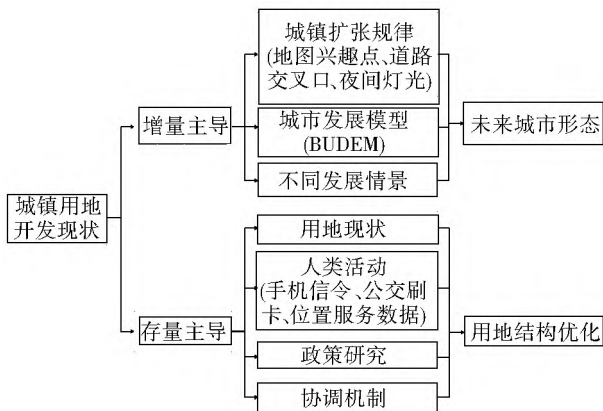 城镇扩张规律
(地图兴趣点、道路
交叉口、夜间灯光)
增量主导
城市发展模型
(BUDEM)
未来城市形态
不同发展情景
城镇用地
开发现状
用地现状
人类活动
(手机信令、公交刷
卡、位置服务数据)
存量主导
用地结构优化
政策研究
协调机制